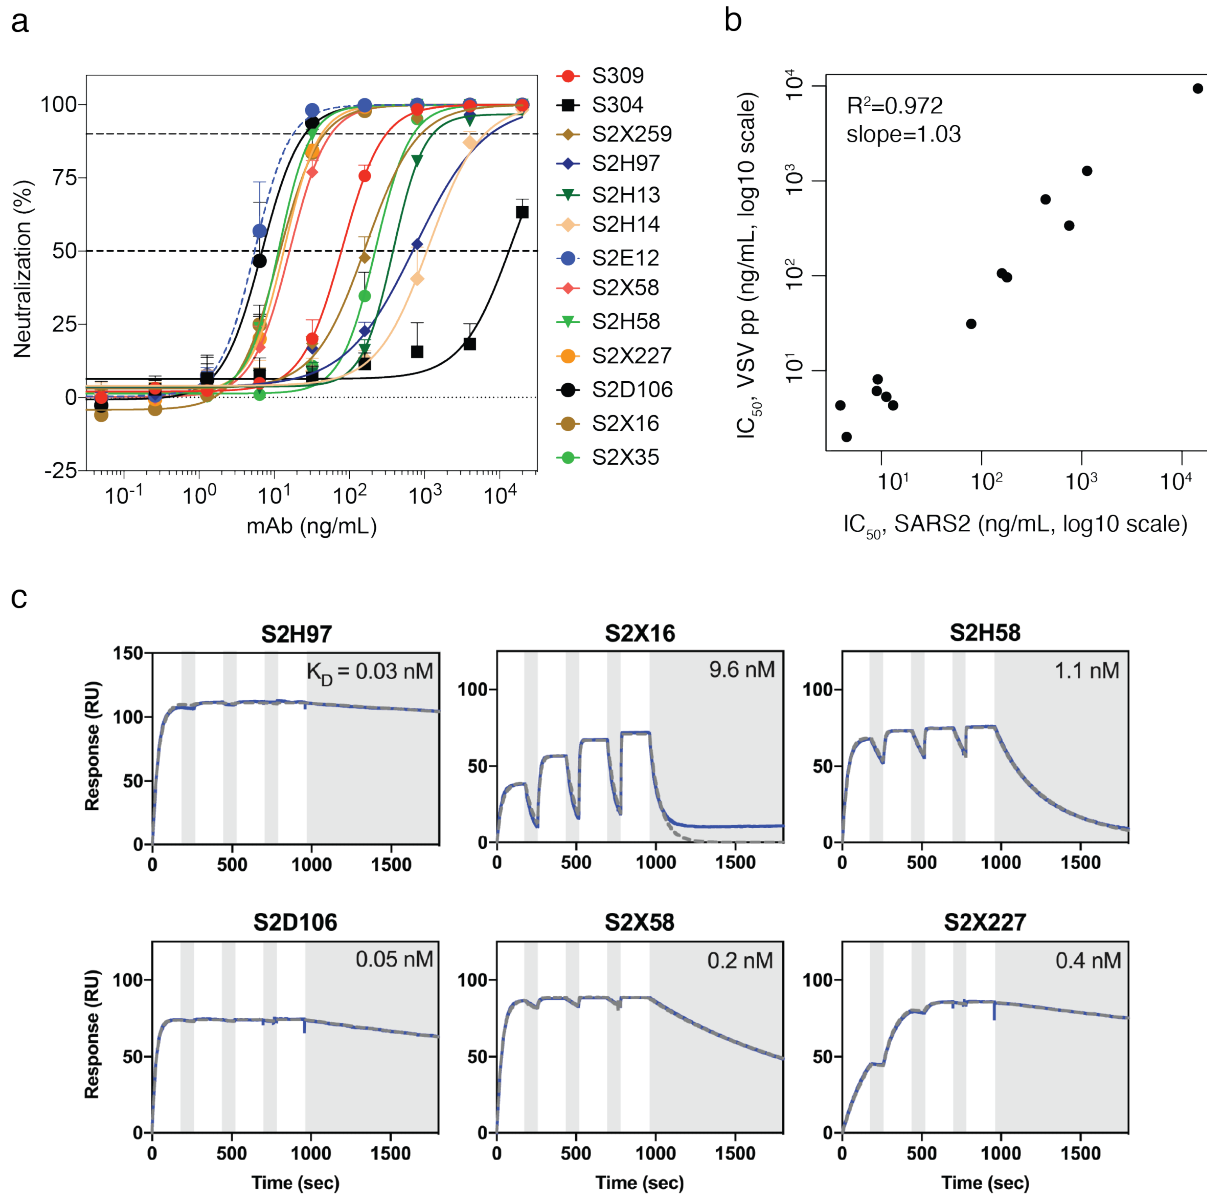 a
Neutralization (%)
100
75
50
25
0
-25
10-1
100
101
102
103
104
mAb (ng/mL)
S309
S304
S2X259
S2H97
S2H13
S2H14
S2E12
S2X58
S2H58
S2X227
S2D106
S2X16
S2X35
b
R2=0.972
slope=1.03
IC50, VSV pp (ng/mL, log10 scale)
104
103
102
101
101
102
103
104
IC50, SARS2 (ng/mL, log10 scale)
c
S2H97
KD = 0.03 nM
Response (RU)
150
100
50
0
0
500
1000
1500
S2X16
9.6 nM
100
50
0
0
500
1000
1500
S2H58
1.1 nM
100
50
0
0
500
1000
1500
S2D106
0.05 nM
Response (RU)
100
50
0
0
500
1000
1500
Time (sec)
S2X58
0.2 nM
100
50
0
0
500
1000
1500
Time (sec)
S2X227
0.4 nM
100
50
0
0
500
1000
1500
Time (sec)